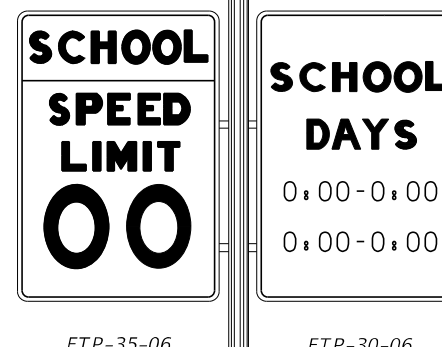 SCHOOL
SPEED
LIMIT
00
FTP-35-06
SCHOOL
DAYS
0:00-0:00
0:00-0:00
FTP-30-06